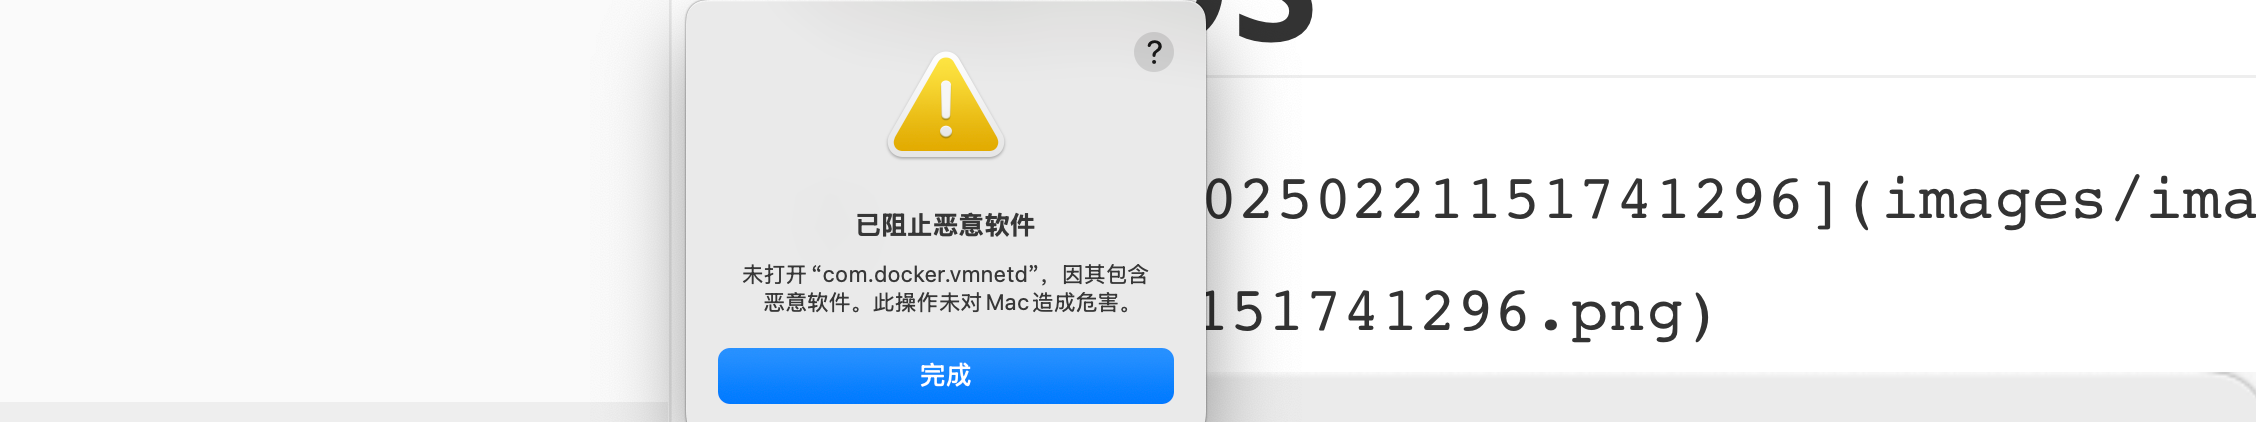 ?
已阻止恶意软件
未打开“com.docker.vmnetd”，因其包含
恶意软件。此操作未对 Mac 造成危害。
完成
0250221151741296](images/ima
151741296.png)